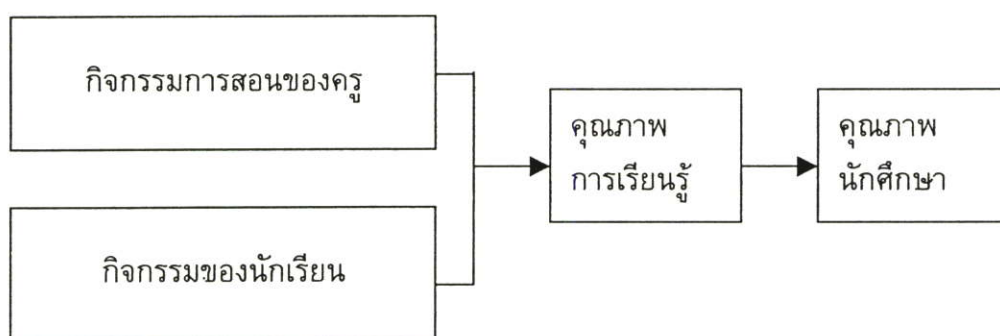 กิจกรรมการสอนของครู
คุณภาพ
การเรียนรู้
คุณภาพ
นักศึกษา
กิจกรรมของนักเรียน